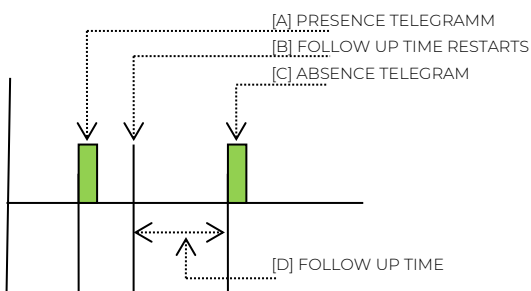 [A] PRESENCE TELEGRAMM
[B] FOLLOW UP TIME RESTARTS
[C] ABSENCE TELEGRAM
[D] FOLLOW UP TIME